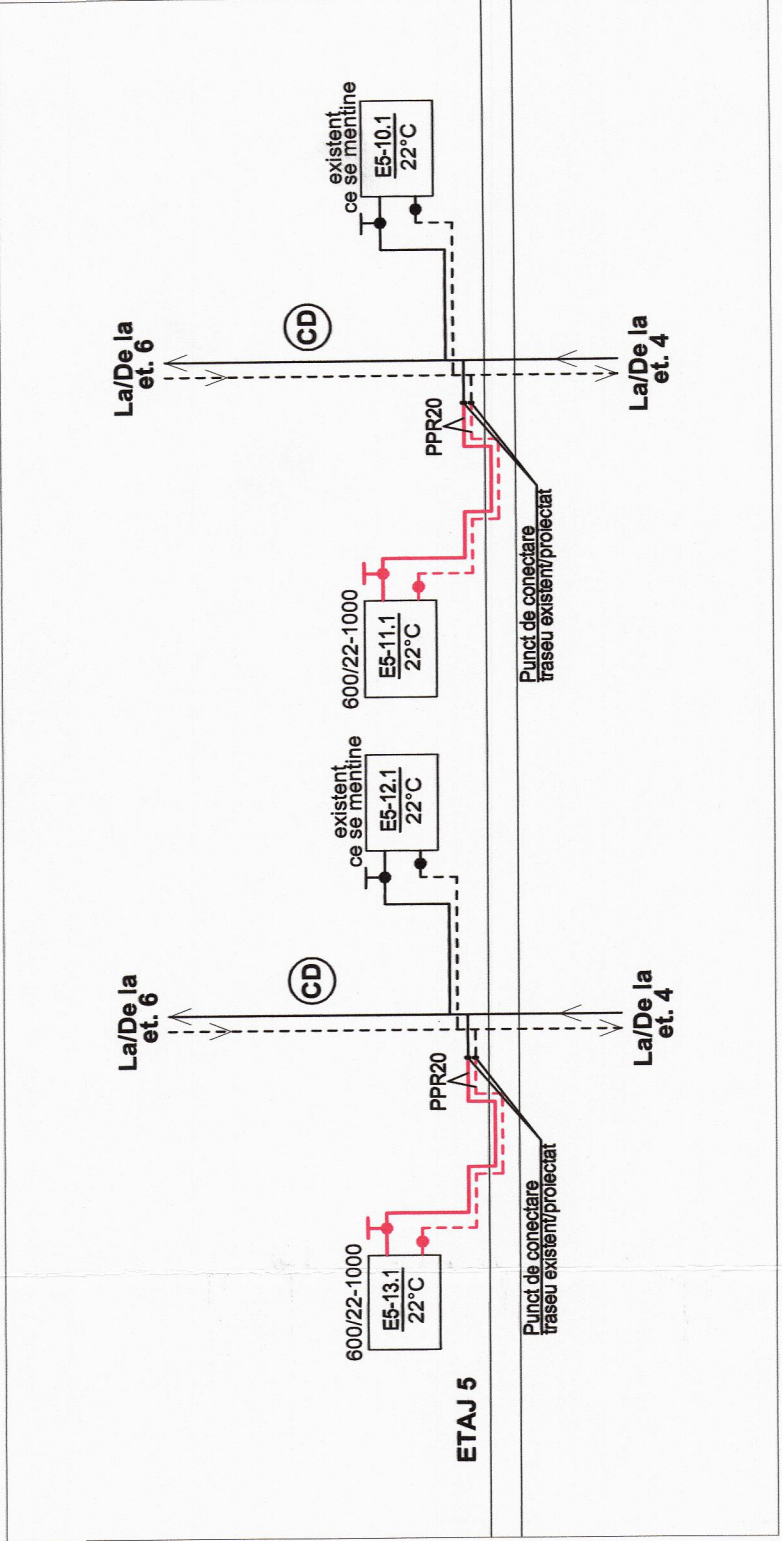 La/De la
et. 6
CD
600/22-1000
E5-13.1
22°C
PPR20
existent
ce se mentine
E5-12.1
22°C
ETAJ 5
Punct de conectare
traseu existent/proiectat
La/De la
et. 4
La/De la
et. 6
CD
600/22-1000
E5-11.1
22°C
PPR20
existent
ce se mentine
E5-10.1
22°C
Punct de conectare
traseu existent/proiectat
La/De la
et. 4